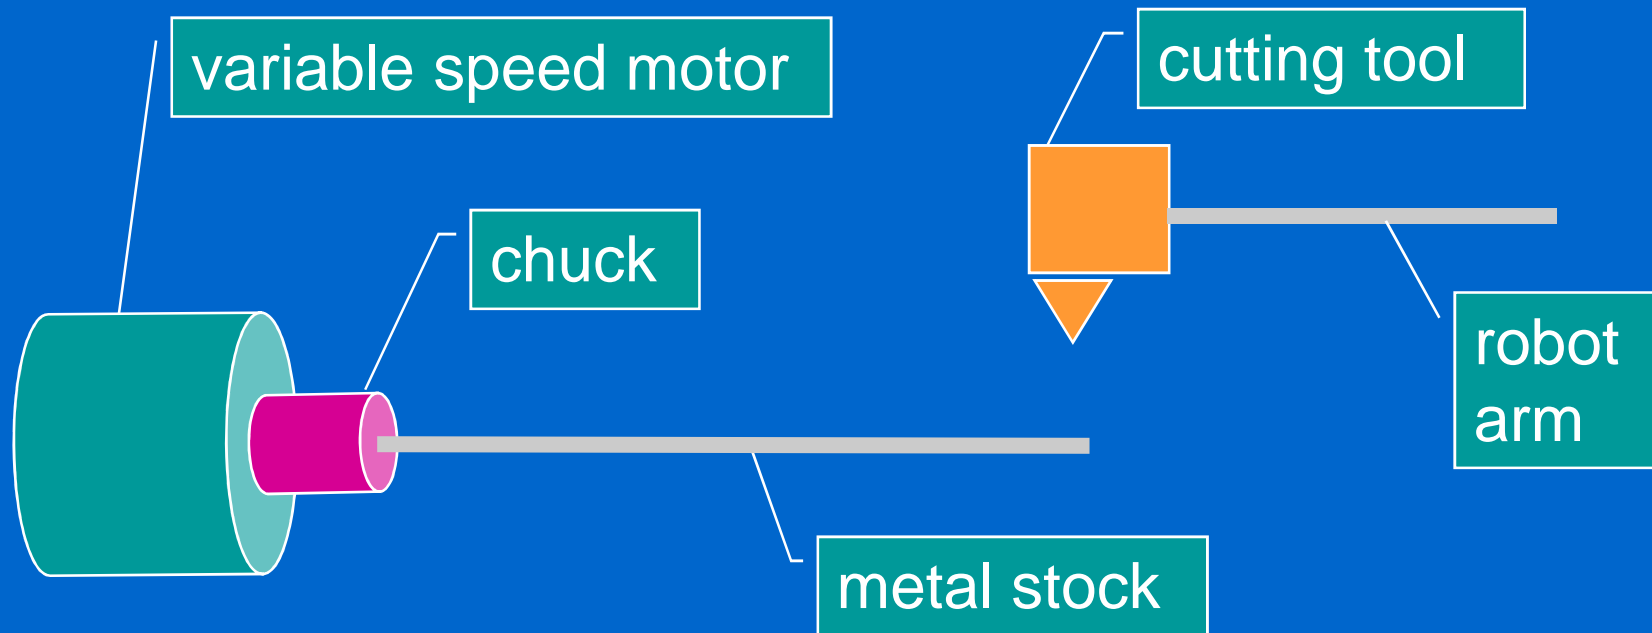 variable speed motor
cutting tool
chuck
robot
arm
metal stock